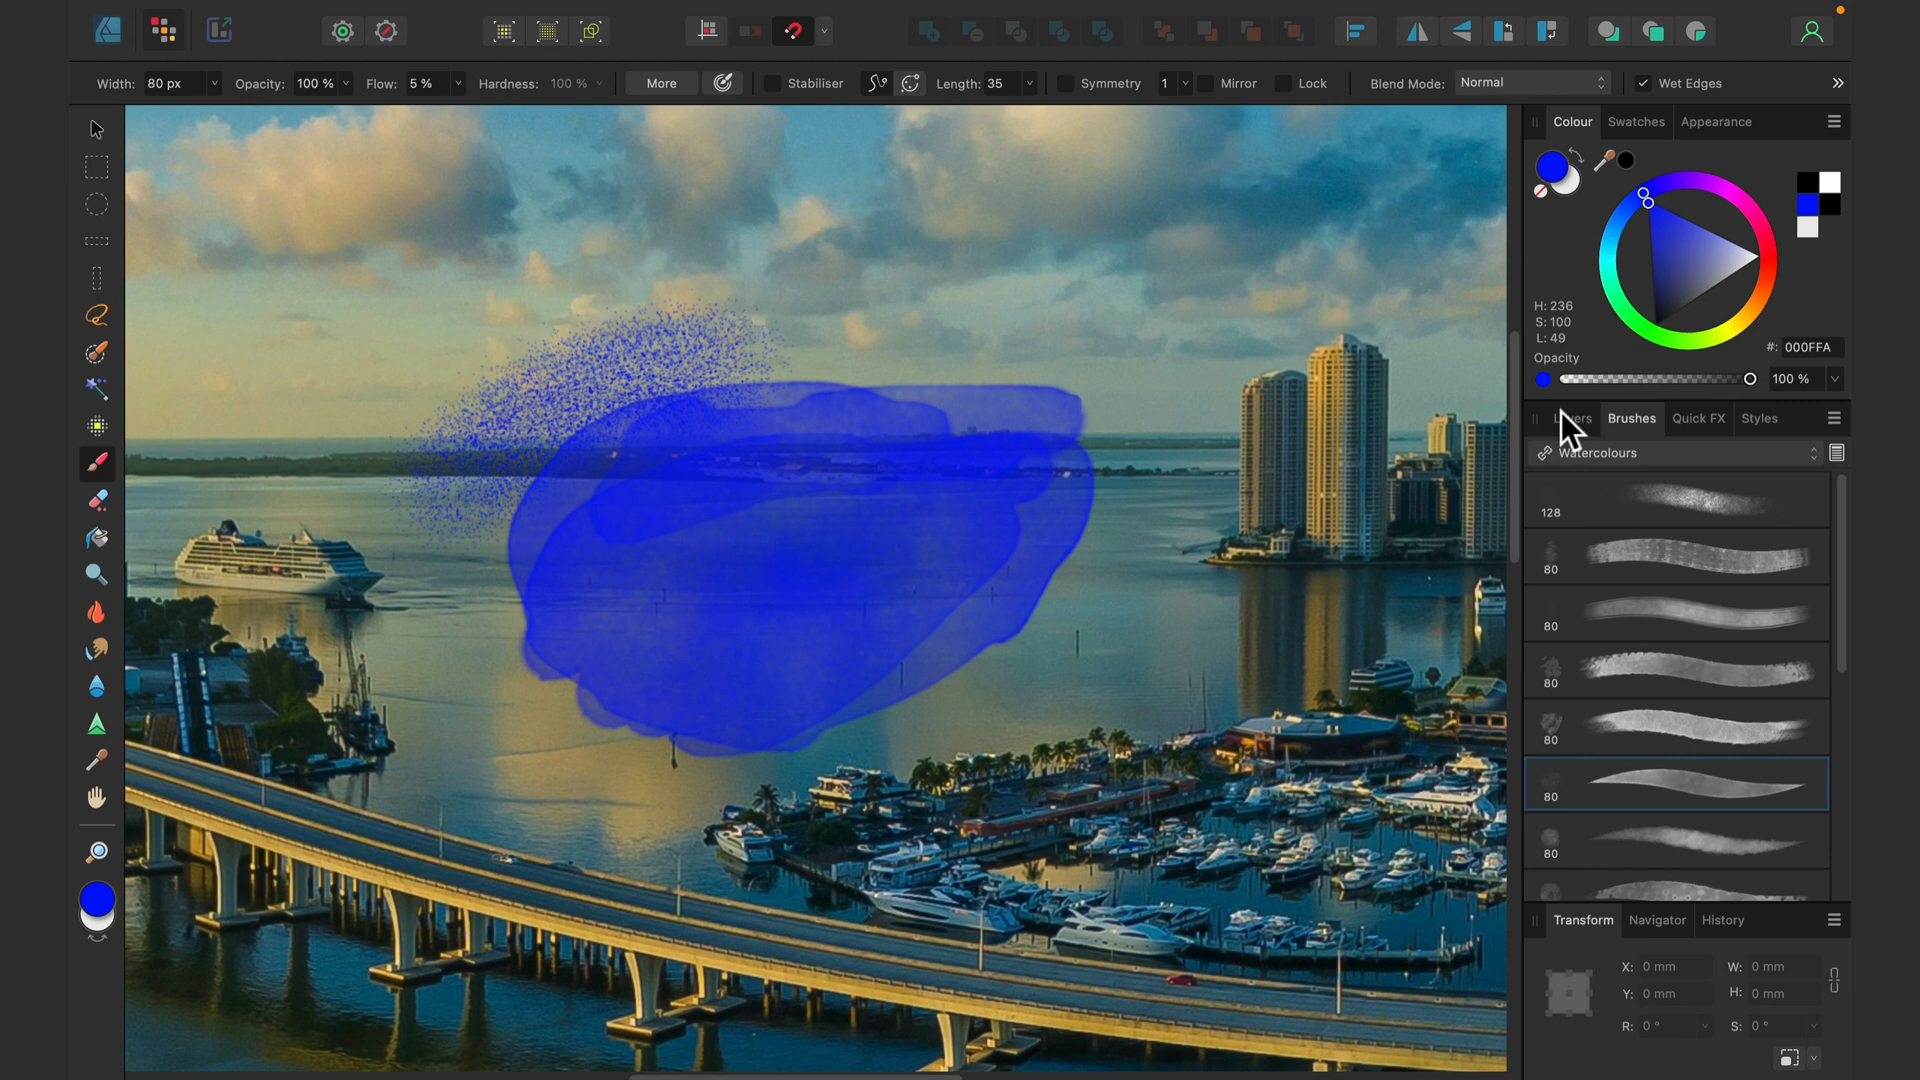 Width: 80 px Opacity: 100 % Flow: 5 % Hardness: 100 % More Stabiliser Length: 35 Symmetry 1 Mirror Lock Blend Mode: Normal Wet Edges
Colour Swatches Appearance
H: 236
S: 100
L: 49
#: 000FFA
Opacity
100 %
Layers Brushes Quick FX Styles
Watercolours
128
80
80
80
80
80
80
Transform Navigator History
X: 0 mm W: 0 mm
Y: 0 mm H: 0 mm
R: 0 ° S: 0 °